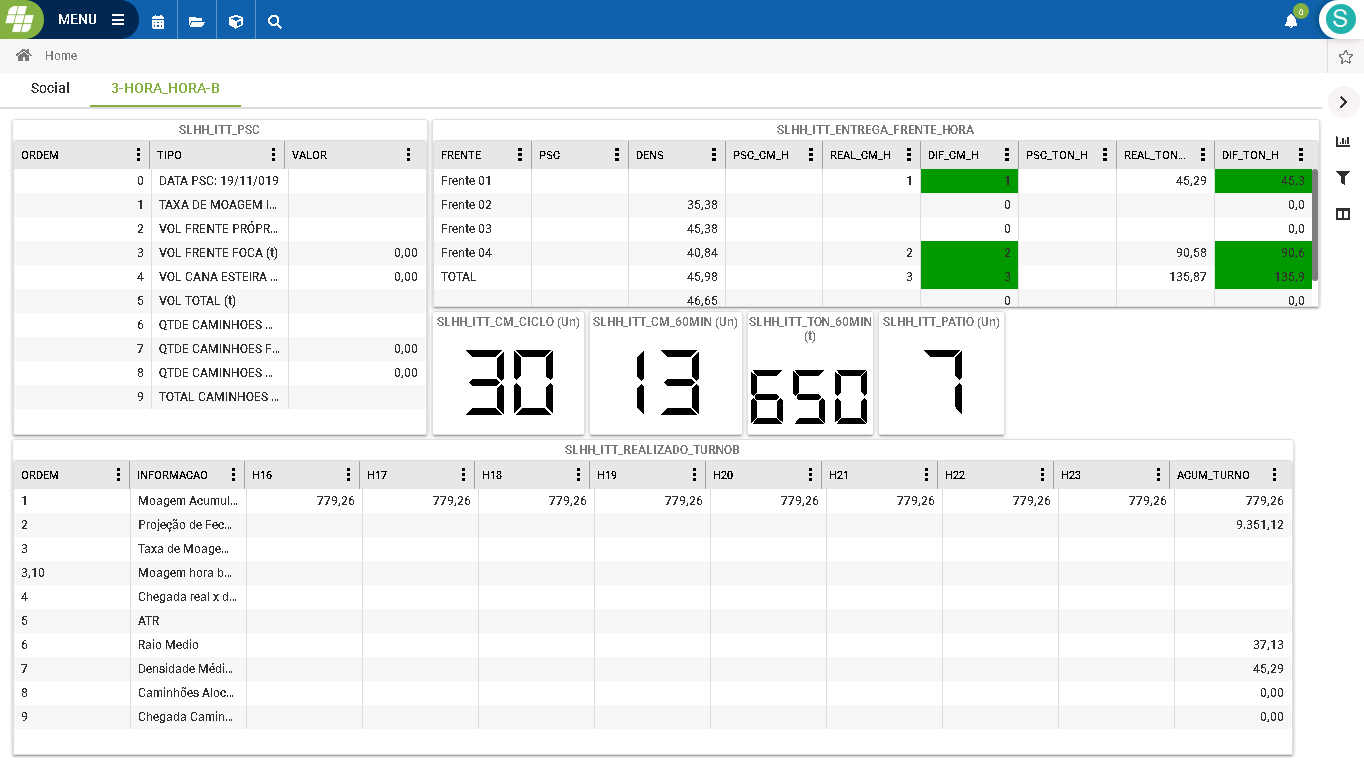 MENU
0
S
Home
Social 3-HORA_HORA-B
SLHH_ITT_PSC
ORDEM TIPO VALOR
0 DATA PSC: 19/11/019
1 TAXA DE MOAGEM I...
2 VOL FRENTE PRÓPR...
3 VOL FRENTE FOCA (t) 0,00
4 VOL CANA ESTEIRA ... 0,00
5 VOL TOTAL (t)
6 QTDE CAMINHOES ...
7 QTDE CAMINHOES F... 0,00
8 QTDE CAMINHOES ... 0,00
9 TOTAL CAMINHOES ...
SLHH_ITT_ENTREGA_FRENTE_HORA
FRENTE PSC DENS PSC_CM_H REAL_CM_H DIF_CM_H PSC_TON_H REAL_TON... DIF_TON_H
Frente 01 1 1 45,29 45,3
Frente 02 35,38 0 0,0
Frente 03 45,38 0 0,0
Frente 04 40,84 2 2 90,58 90,6
TOTAL 45,98 3 3 135,87 135,9
46,65 0 0,0
SLHH_ITT_CM_CICLO (Un)
30
SLHH_ITT_CM_60MIN (Un)
13
SLHH_ITT_TON_60MIN
(t)
650
SLHH_ITT_PATIO (Un)
7
SLHH_ITT_REALIZADO_TURNOB
ORDEM INFORMACAO H16 H17 H18 H19 H20 H21 H22 H23 ACUM_TURNO
1 Moagem Acumul... 779,26 779,26 779,26 779,26 779,26 779,26 779,26 779,26 779,26
2 Projeção de Fec... 9.351,12
3 Taxa de Moage...
3,10 Moagem hora b...
4 Chegada real x d...
5 ATR
6 Raio Medio 37,13
7 Densidade Médi... 45,29
8 Caminhões Aloc... 0,00
9 Chegada Camin... 0,00